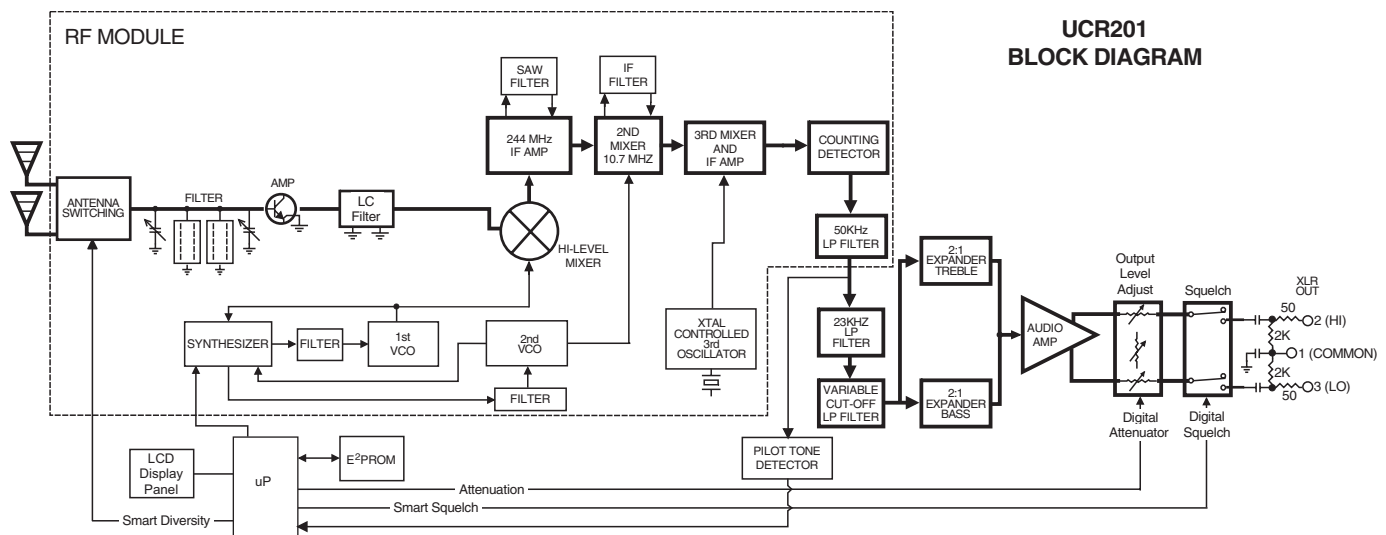 UCR201
BLOCK DIAGRAM
RF MODULE
SAW
FILTER
IF
FILTER
244 MHz
IF AMP
2ND
MIXER
10.7 MHZ
3RD MIXER
AND
IF AMP
COUNTING
DETECTOR
ANTENNA
SWITCHING
FILTER
AMP
LC
Filter
HI-LEVEL
MIXER
50KHz
LP FILTER
2:1
EXPANDER
TREBLE
Output
Level
Adjust
Squelch
XLR
OUT
50
2 (HI)
2K
1 (COMMON)
2K
3 (LO)
50
SYNTHESIZER
FILTER
1st
VCO
2nd
VCO
FILTER
XTAL
CONTROLLED
3rd
OSCILLATOR
23KHZ
LP
FILTER
AUDIO
AMP
VARIABLE
CUT-OFF
LP FILTER
2:1
EXPANDER
BASS
Digital
Attenuator
Digital
Squelch
PILOT TONE
DETECTOR
LCD
Display
Panel
uP
E²PROM
Attenuation
Smart Squelch
Smart Diversity